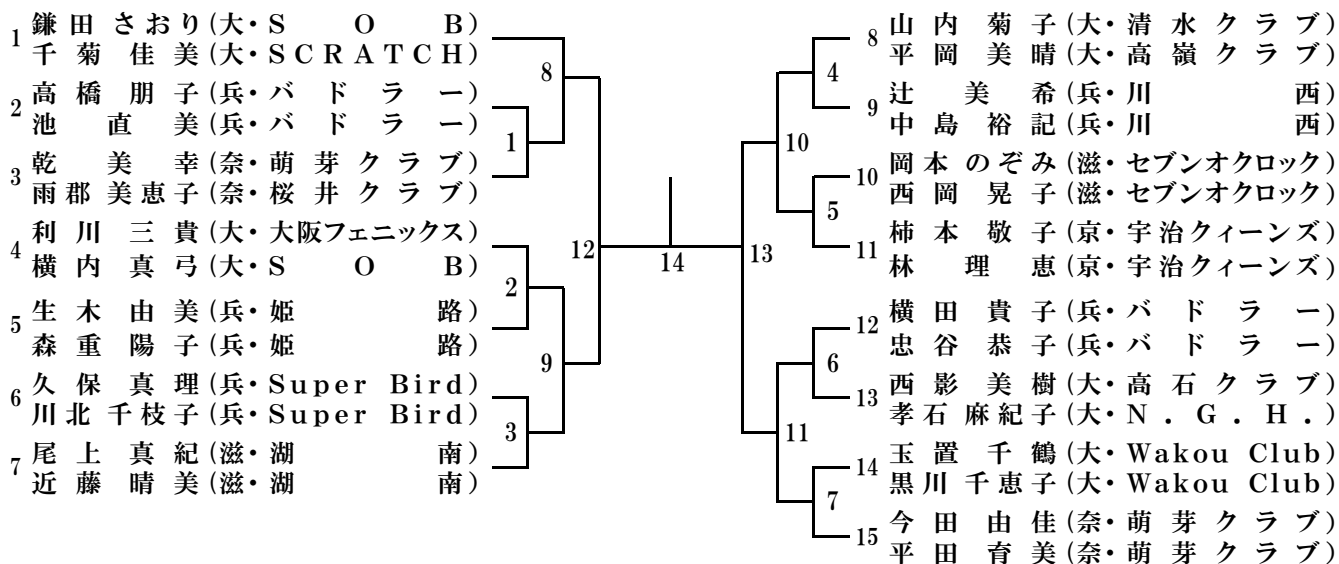 1 鎌田 さおり (大・S O B)
千菊佳美 (大・SCRATCH)
2 高橋朋子 (兵・バドラー)
池直美 (兵・バドラー)
3 乾美幸 (奈・萌芽クラブ)
雨郡美恵子 (奈・桜井クラブ)
4 利川三貴 (大・大阪フェニックス)
横内真弓 (大・S O B)
5 生木由美 (兵・姫路)
森重陽子 (兵・姫路)
6 久保真理 (兵・Super Bird)
川北千枝子 (兵・Super Bird)
7 尾上真紀 (滋・湖南)
近藤晴美 (滋・湖南)
8
1
2
9
3
12
14
13
10
4
5
11
6
7
8 山内菊子 (大・清水クラブ)
平岡美晴 (大・高嶺クラブ)
9 辻美希 (兵・川西)
中島裕記 (兵・川西)
10 岡本 のぞみ (滋・セブンオクロック)
西岡晃子 (滋・セブンオクロック)
11 柿本敬子 (京・宇治クィーンズ)
林理恵 (京・宇治クィーンズ)
12 横田貴子 (兵・バドラー)
忠谷恭子 (兵・バドラー)
13 西影美樹 (大・高石クラブ)
孝石麻紀子 (大・N．G．H．)
14 玉置千鶴 (大・Wakou Club)
黒川千恵子 (大・Wakou Club)
15 今田由佳 (奈・萌芽クラブ)
平田育美 (奈・萌芽クラブ)